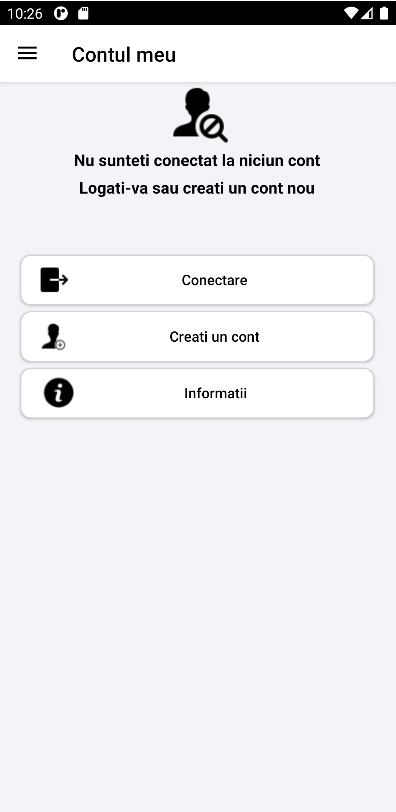 10:26
Contul meu
Nu sunteti conectat la niciun cont
Logati-va sau creati un cont nou
Conectare
Creati un cont
Informatii